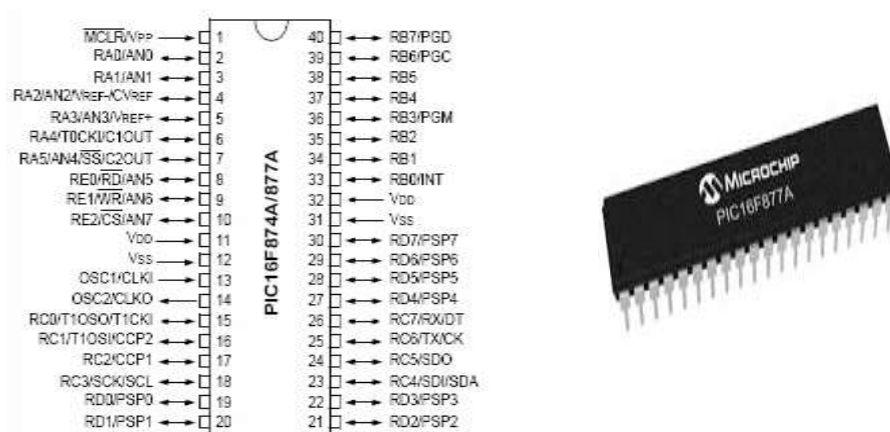 MCLR/VPP 1
RA0/AN0 2
RA1/AN1 3
RA2/AN2/VREF-/CVREF 4
RA3/AN3/VREF+ 5
RA4/T0CKI/C1OUT 6
RA5/AN4/SS/C2OUT 7
RE0/RD/AN5 8
RE1/WR/AN6 9
RE2/CS/AN7 10
VDD 11
VSS 12
OSC1/CLKI 13
OSC2/CLKO 14
RC0/T1OSO/T1CKI 15
RC1/T1OSI/CCP2 16
RC2/CCP1 17
RC3/SCK/SCL 18
RD0/PSP0 19
RD1/PSP1 20
PIC16F874A/877A
40 RB7/PGD
39 RB6/PGC
38 RB5
37 RB4
36 RB3/PGM
35 RB2
34 RB1
33 RB0/INT
32 VDD
31 VSS
30 RD7/PSP7
29 RD6/PSP6
28 RD5/PSP5
27 RD4/PSP4
26 RC7/RX/DT
25 RC6/TX/CK
24 RC5/SDO
23 RC4/SDI/SDA
22 RD3/PSP3
21 RD2/PSP2
MICROCHIP
PIC16F877A